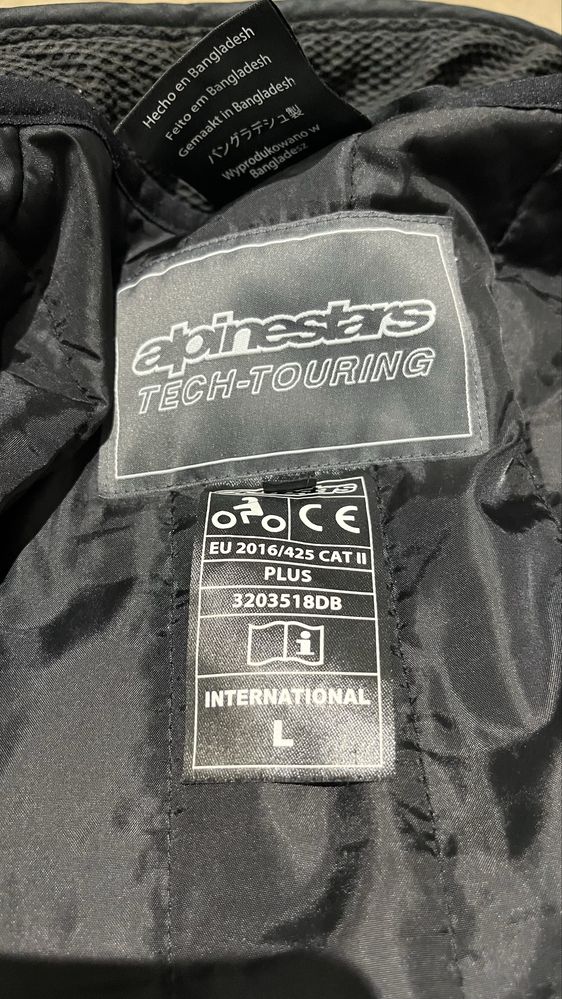 Hecho en Bangladesh
Feito em Bangladesh
Gemaakt in Bangladesh
バングラデシュ製
Wyprodukowano w
Bangladesz
alpinestars
TECH-TOURING
CE
EU 2016/425 CAT II
PLUS
3203518DB
i
INTERNATIONAL
L